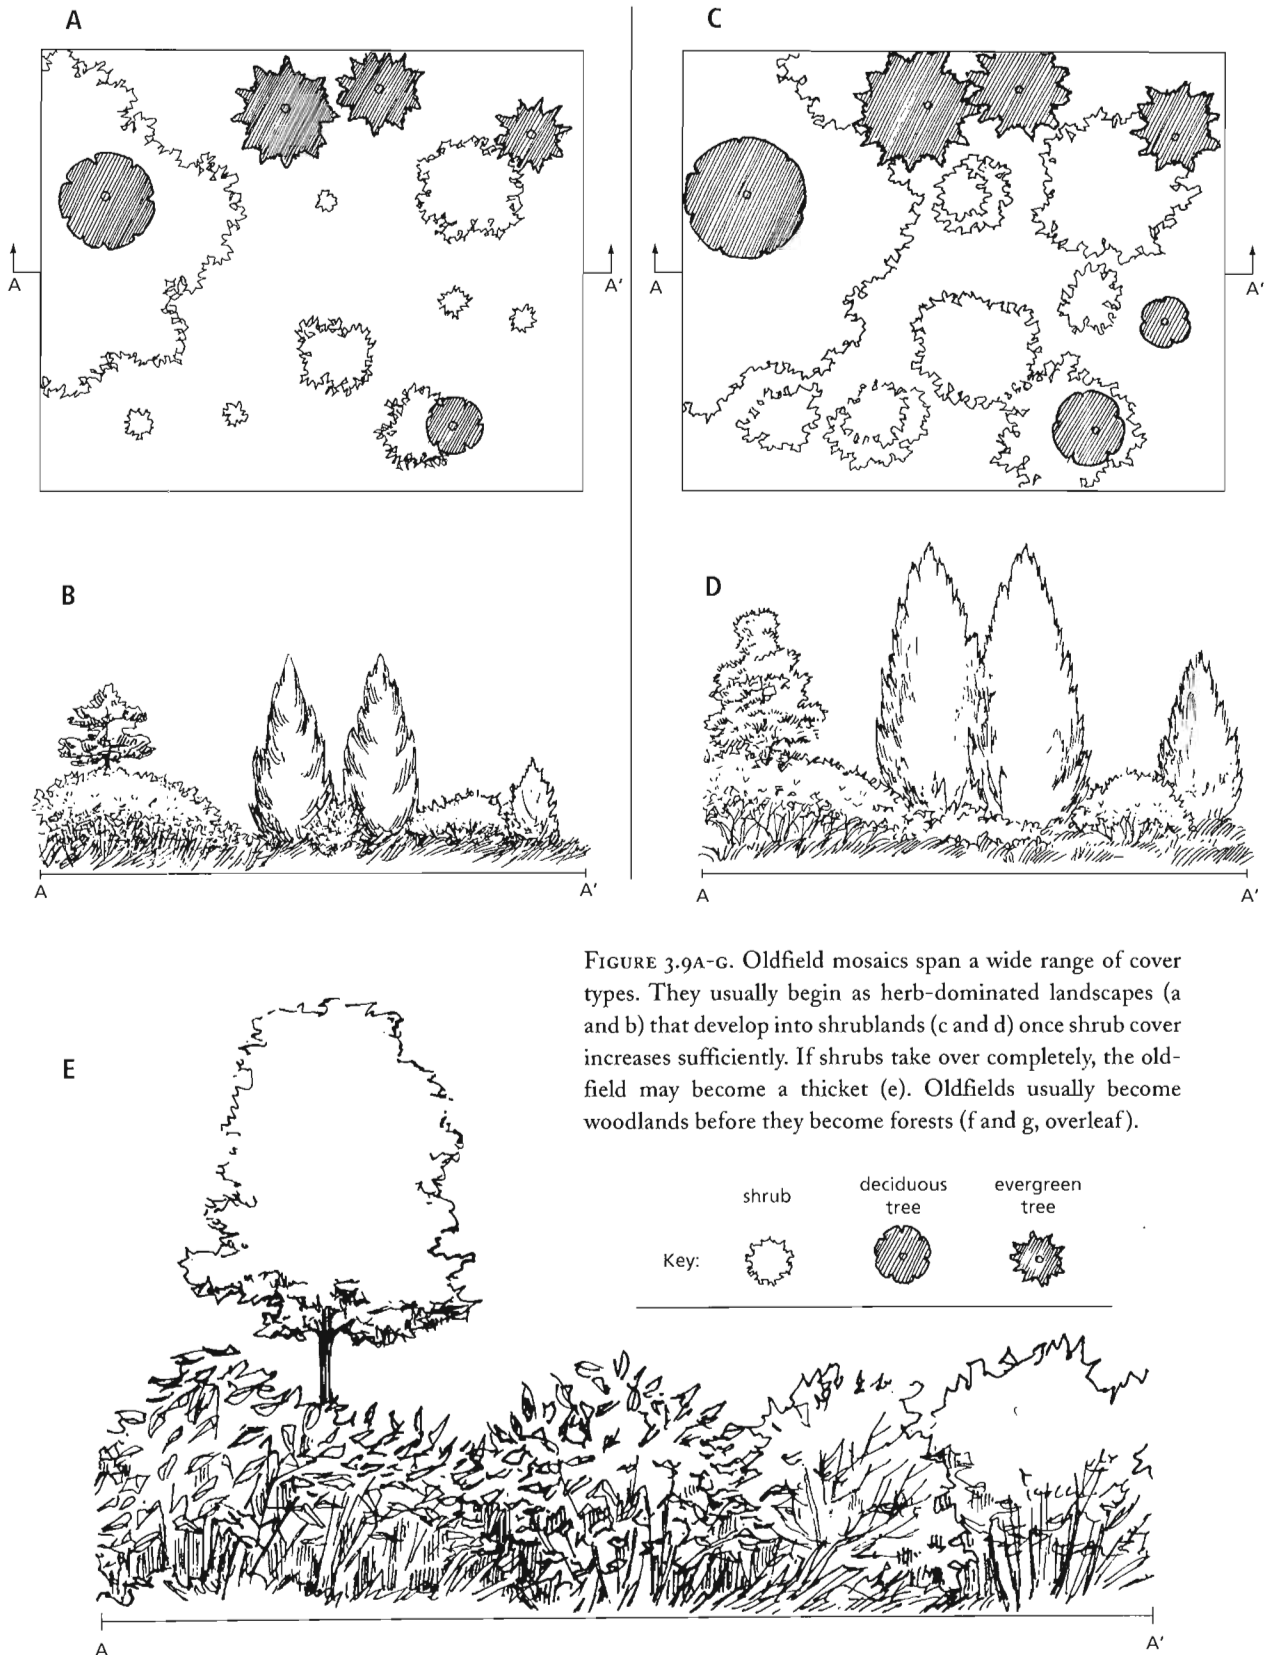 A
C
A
A'
A
A'
B
D
A
A'
A
A'
FIGURE 3.9A-G. Oldfield mosaics span a wide range of cover
types. They usually begin as herb-dominated landscapes (a
and b) that develop into shrublands (c and d) once shrub cover
increases sufficiently. If shrubs take over completely, the old-
field may become a thicket (e). Oldfields usually become
woodlands before they become forests (f and g, overleaf).
E
shrub
deciduous
tree
evergreen
tree
Key:
A
A'